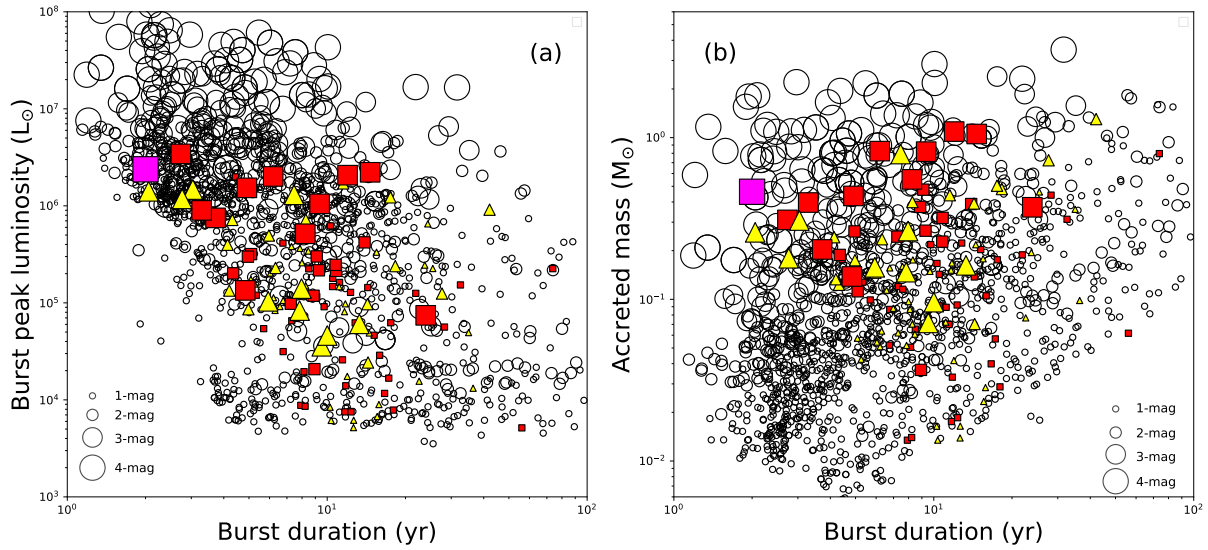 10⁸
10⁷
10⁶
10⁵
10⁴
10³
Burst peak luminosity (L⊙)
(a)
1-mag
2-mag
3-mag
4-mag
10⁰
10¹
10²
Burst duration (yr)
10⁰
10⁻¹
10⁻²
Accreted mass (M⊙)
(b)
1-mag
2-mag
3-mag
4-mag
10⁰
10¹
10²
Burst duration (yr)